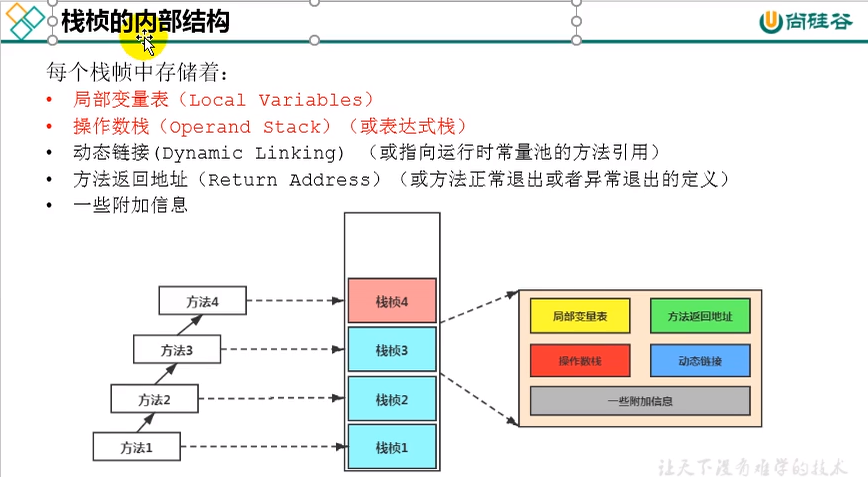 栈桢的内部结构
尚硅谷
每个栈帧中存储着：
• 局部变量表（Local Variables）
• 操作数栈（Operand Stack）（或表达式栈）
• 动态链接(Dynamic Linking) （或指向运行时常量池的方法引用）
• 方法返回地址（Return Address）（或方法正常退出或者异常退出的定义）
• 一些附加信息
方法4
栈桢4
局部变量表
方法返回地址
方法3
栈桢3
操作数栈
动态链接
方法2
栈桢2
一些附加信息
方法1
栈桢1
让天下没有难学的技术